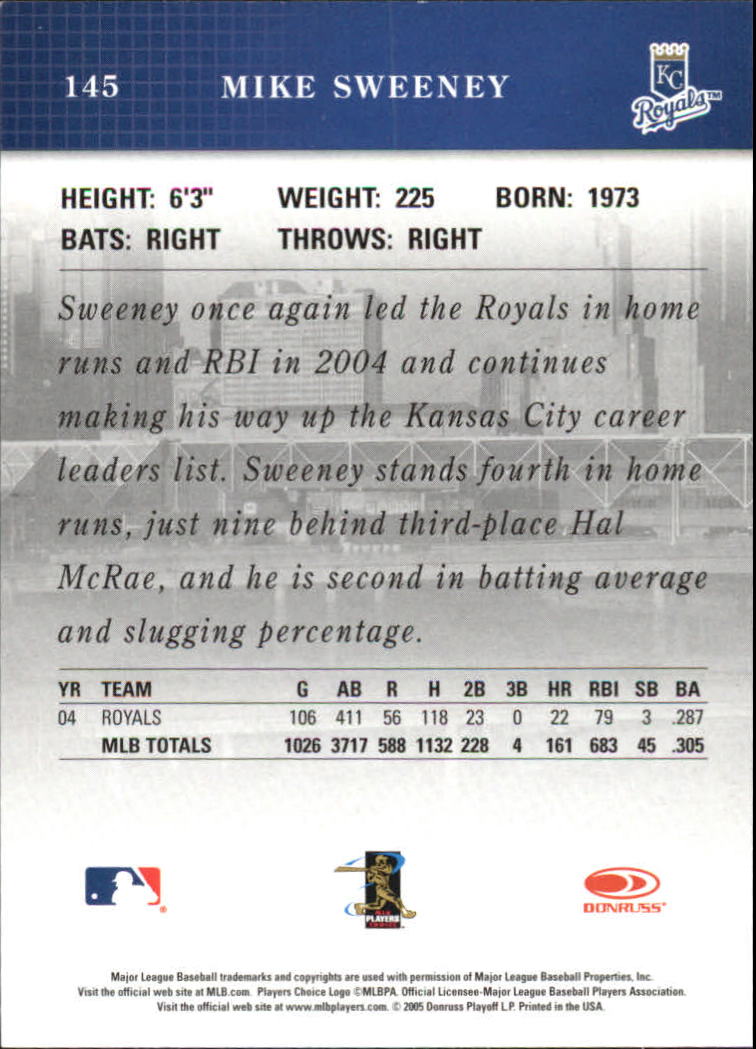 145 MIKE SWEENEY
KC
Royals™
HEIGHT: 6'3" WEIGHT: 225 BORN: 1973
BATS: RIGHT THROWS: RIGHT
Sweeney once again led the Royals in home
runs and RBI in 2004 and continues
making his way up the Kansas City career
leaders list. Sweeney stands fourth in home
runs, just nine behind third-place Hal
McRae, and he is second in batting average
and slugging percentage.
YR TEAM G AB R H 2B 3B HR RBI SB BA
04 ROYALS 106 411 56 118 23 0 22 79 3 .287
MLB TOTALS 1026 3717 588 1132 228 4 161 683 45 .305
MLB
PLAYERS
CHOICE
DONRUSS®
Major League Baseball trademarks and copyrights are used with permission of Major League Baseball Properties, Inc.
Visit the official web site at MLB.com. Players Choice Logo ©MLBPA. Official Licensee-Major League Baseball Players Association.
Visit the official web site at www.mlbplayers.com. © 2005 Donruss Playoff L.P. Printed in the USA.